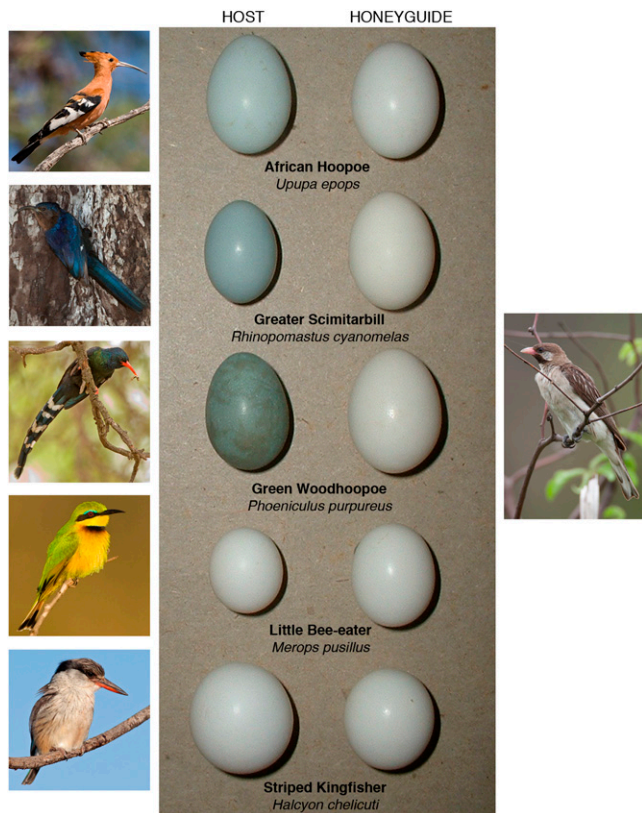 HOST HONEYGUIDE
African Hoopoe
Upupa epops
Greater Scimitarbill
Rhinopomastus cyanomelas
Green Woodhoopoe
Phoeniculus purpureus
Little Bee-eater
Merops pusillus
Striped Kingfisher
Halcyon chelicuti